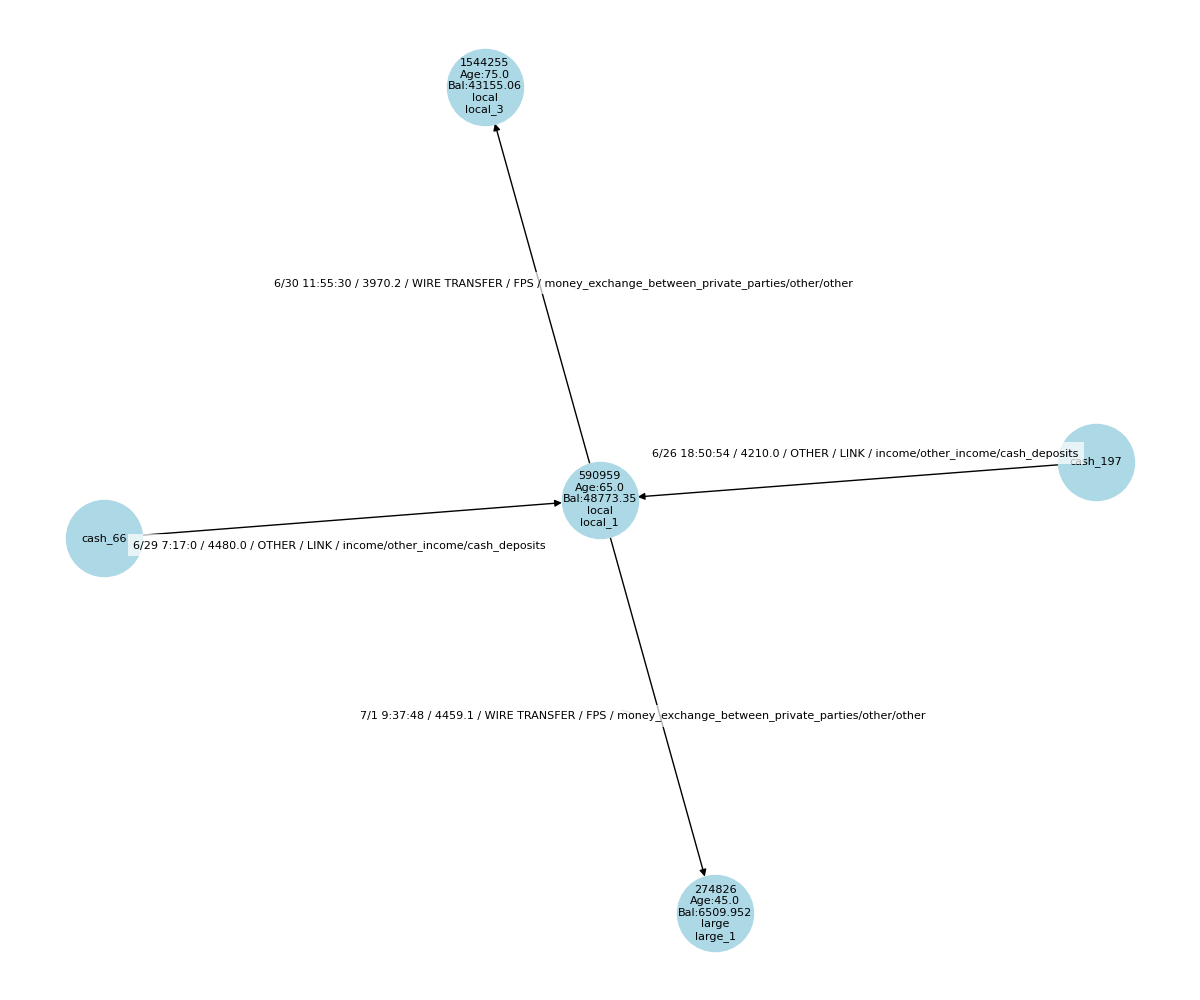 1544255
Age:75.0
Bal:43155.06
local
local_3
6/30 11:55:30 / 3970.2 / WIRE TRANSFER / FPS / money_exchange_between_private_parties/other/other
6/26 18:50:54 / 4210.0 / OTHER / LINK / income/other_income/cash_deposits
cash_197
590959
Age:65.0
Bal:48773.35
local
local_1
cash_66
6/29 7:17:0 / 4480.0 / OTHER / LINK / income/other_income/cash_deposits
7/1 9:37:48 / 4459.1 / WIRE TRANSFER / FPS / money_exchange_between_private_parties/other/other
274826
Age:45.0
Bal:6509.952
large
large_1